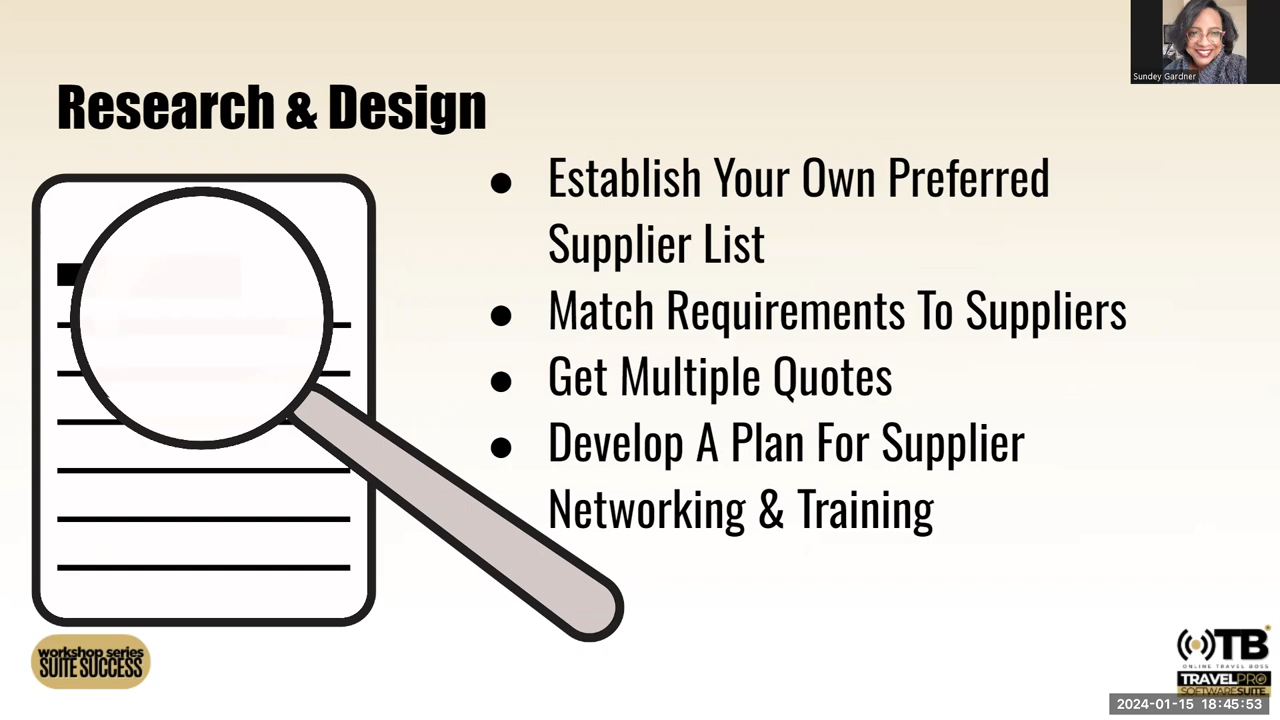 Sundey Gardner
Research & Design
● Establish Your Own Preferred
Supplier List
● Match Requirements To Suppliers
● Get Multiple Quotes
● Develop A Plan For Supplier
Networking & Training
workshop series
SUITE SUCCESS
OTB
ONLINE TRAVEL BOSS
TRAVELPRO
SOFTWARESUITE
2024-01-15 18:45:53